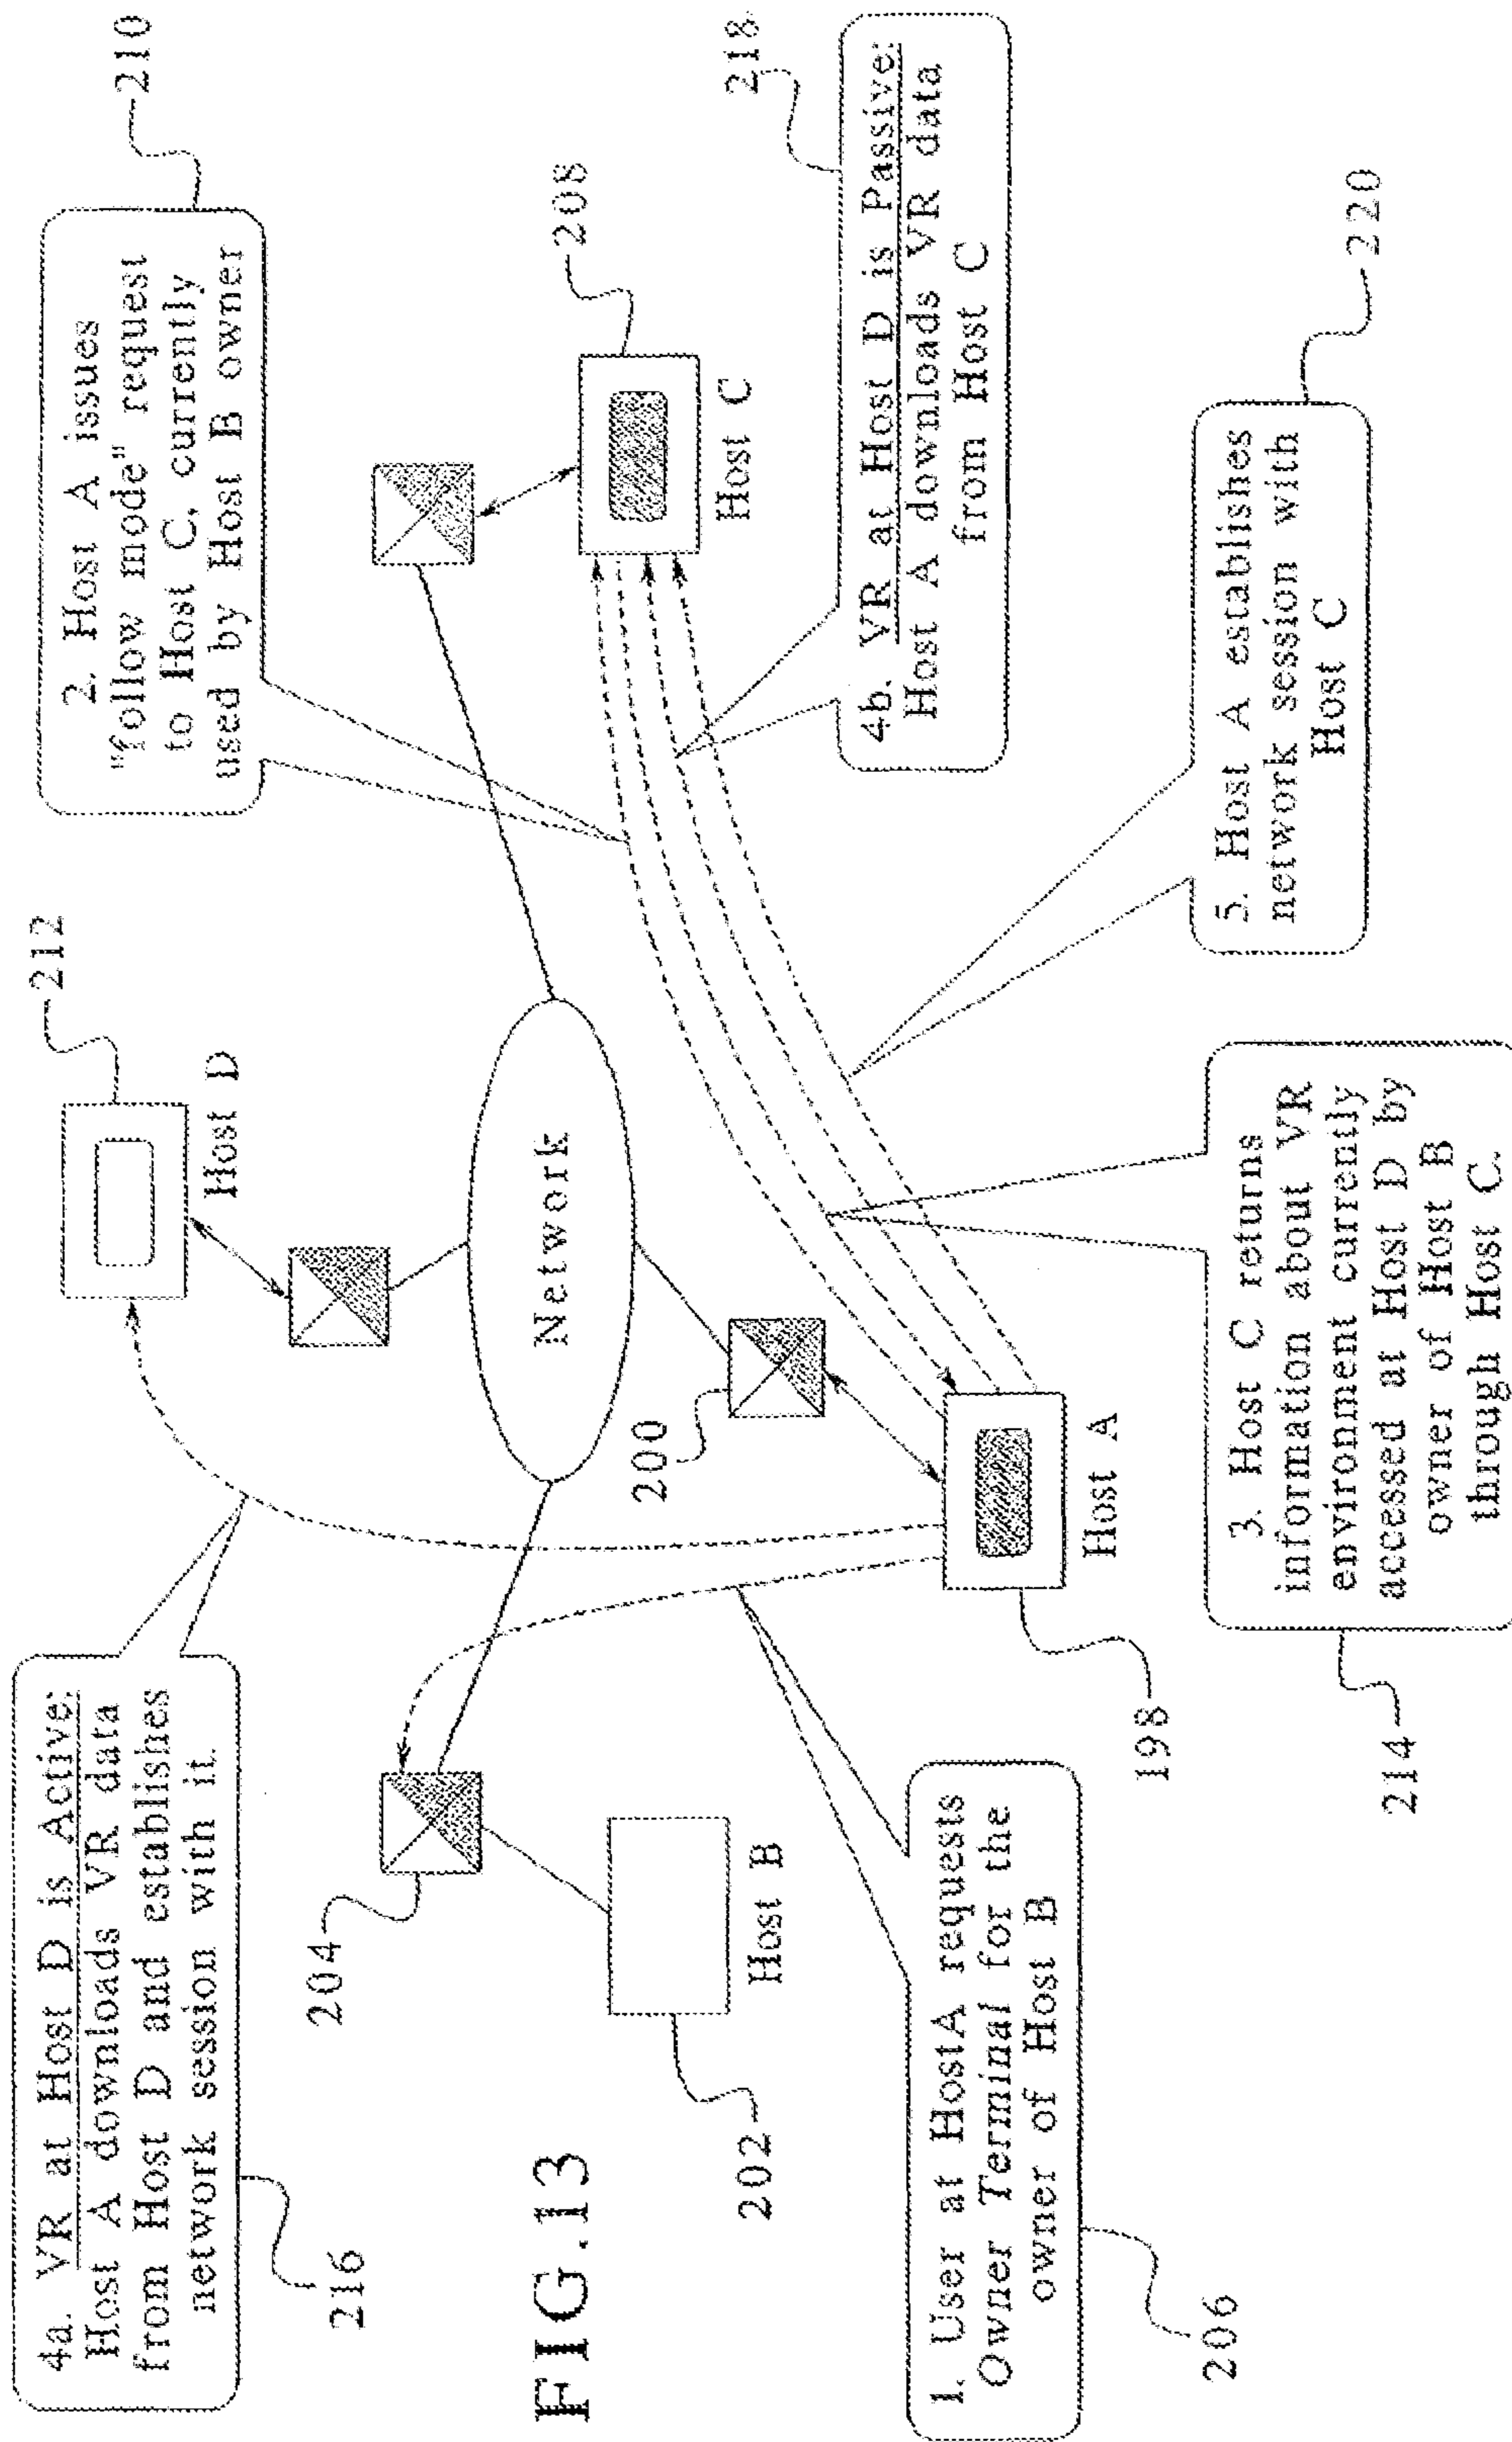 4a. VR at Host D is Active:
Host A downloads VR data
from Host D and establishes
network session with it.
216
2. Host A issues
"follow mode" request
to Host C, currently
used by Host B owner
210
212
Host D
204
Host B
202
Network
200
208
Host C
4b. VR at Host D is Passive:
Host A downloads VR data
from Host C
218
FIG.13
1. User at HostA requests
Owner Terminal for the
owner of Host B
206
Host A
198
3. Host C returns
information about VR
environment currently
accessed at Host D by
owner of Host B
through Host C.
214
5. Host A establishes
network session with
Host C
220